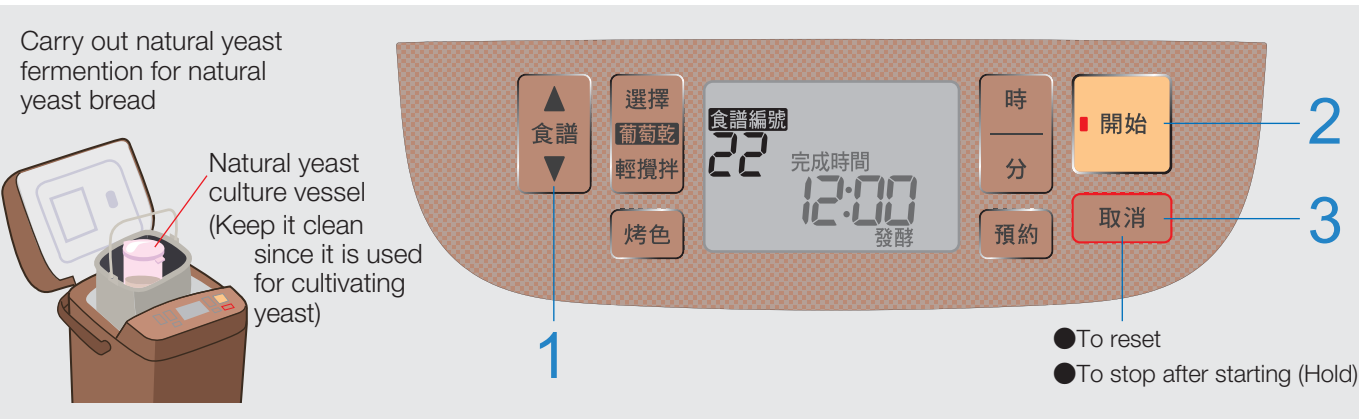 Carry out natural yeast
fermention for natural
yeast bread
Natural yeast
culture vessel
(Keep it clean
since it is used
for cultivating
yeast)
▲
食譜
▼
選擇
葡萄乾
輕攪拌
烤色
食譜編號
22
完成時間
12:00
發酵
時
分
預約
開始
取消
1
2
3
●To reset
●To stop after starting (Hold)